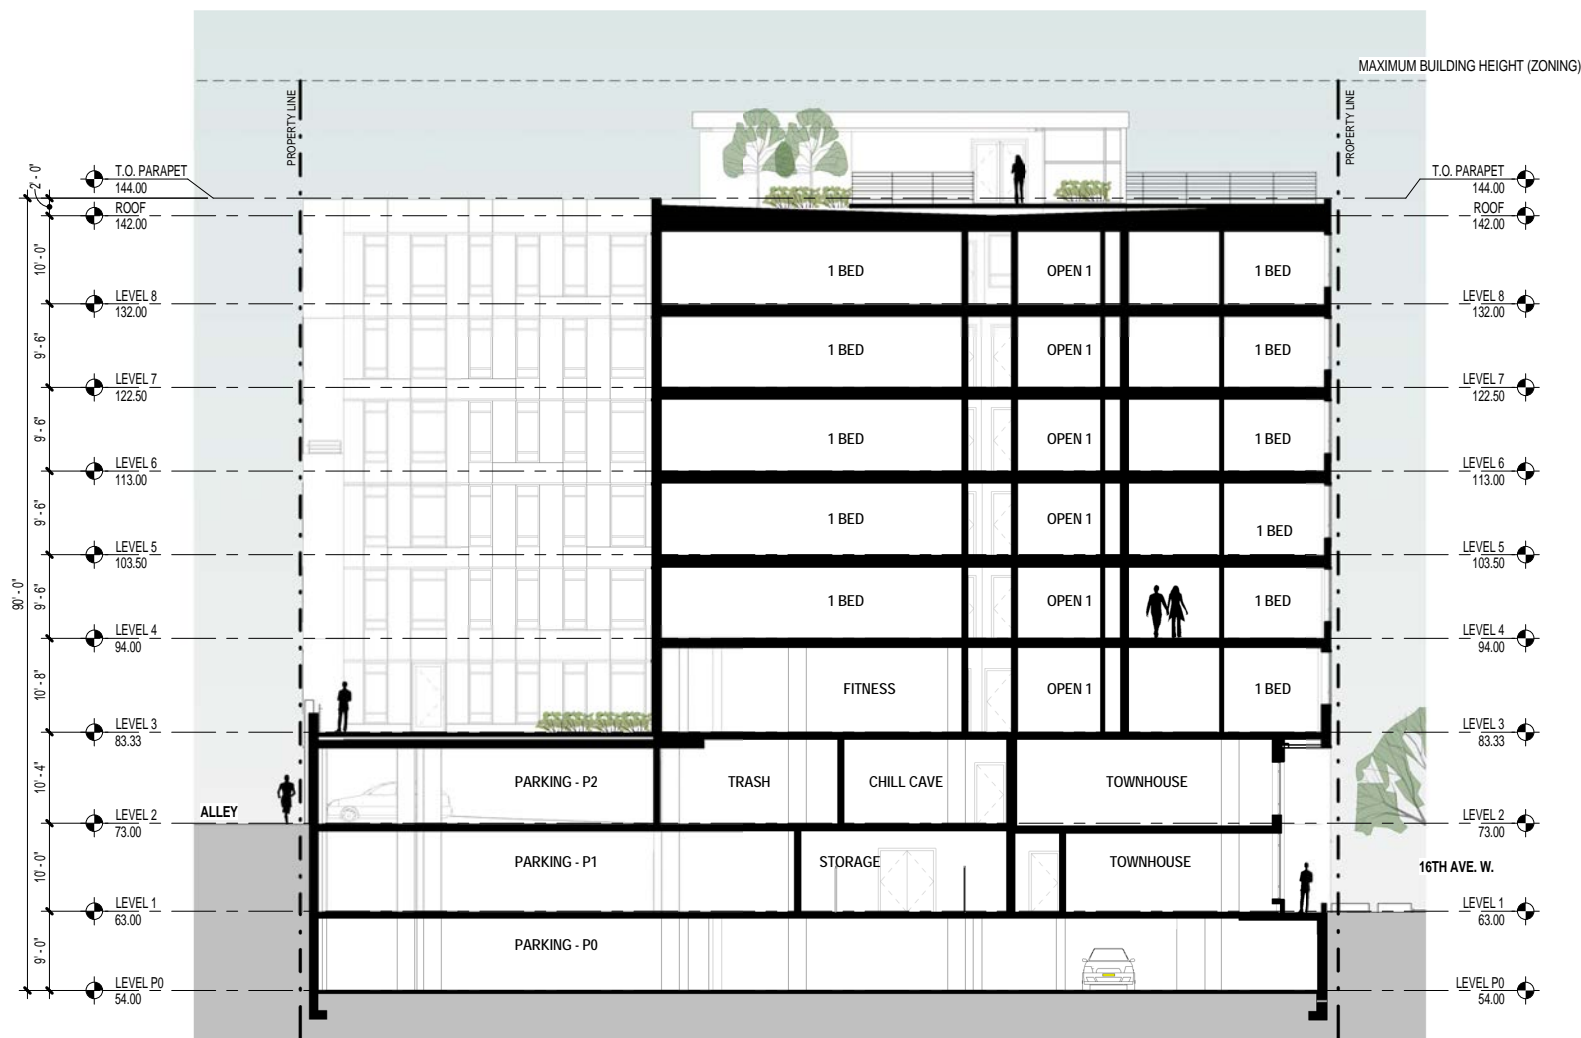 MAXIMUM BUILDING HEIGHT (ZONING)
PROPERTY LINE
PROPERTY LINE
T.O. PARAPET
144.00
T.O. PARAPET
144.00
2' - 0"
ROOF
142.00
ROOF
142.00
10' - 0"
1 BED
OPEN 1
1 BED
LEVEL 8
132.00
LEVEL 8
132.00
9' - 6"
1 BED
OPEN 1
1 BED
LEVEL 7
122.50
LEVEL 7
122.50
9' - 6"
1 BED
OPEN 1
1 BED
LEVEL 6
113.00
LEVEL 6
113.00
9' - 6"
1 BED
OPEN 1
1 BED
LEVEL 5
103.50
LEVEL 5
103.50
90' - 0"
9' - 6"
1 BED
OPEN 1
1 BED
LEVEL 4
94.00
LEVEL 4
94.00
10' - 8"
FITNESS
OPEN 1
1 BED
LEVEL 3
83.33
LEVEL 3
83.33
10' - 4"
PARKING - P2
TRASH
CHILL CAVE
TOWNHOUSE
ALLEY
LEVEL 2
73.00
LEVEL 2
73.00
10' - 0"
PARKING - P1
STORAGE
TOWNHOUSE
16TH AVE. W.
LEVEL 1
63.00
LEVEL 1
63.00
9' - 0"
PARKING - P0
LEVEL P0
54.00
LEVEL P0
54.00